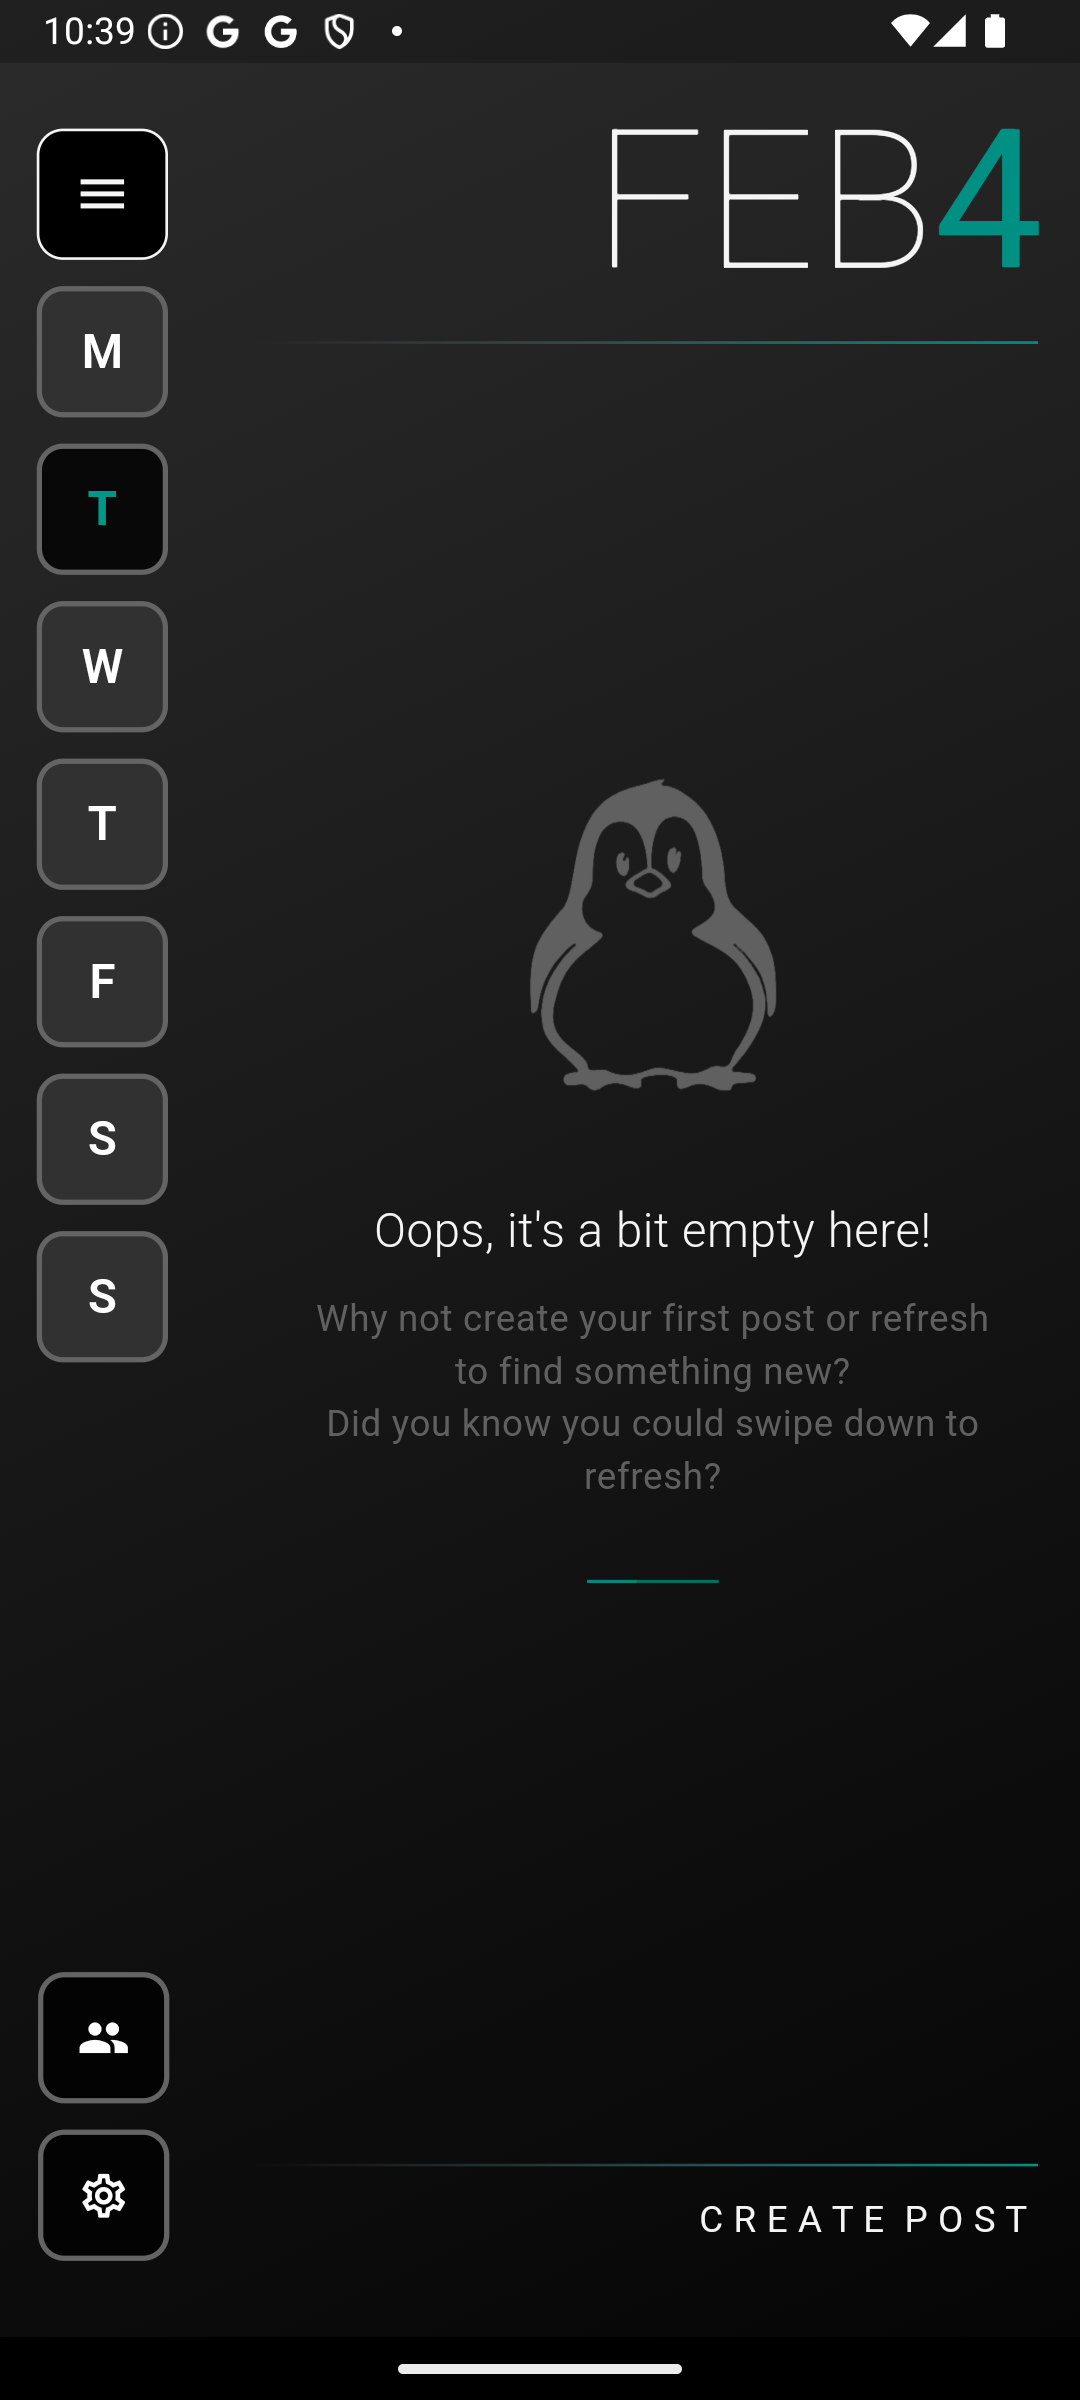 10:39
FEB4
M
T
W
T
F
S
S
Oops, it's a bit empty here!
Why not create your first post or refresh
to find something new?
Did you know you could swipe down to
refresh?
CREATE POST